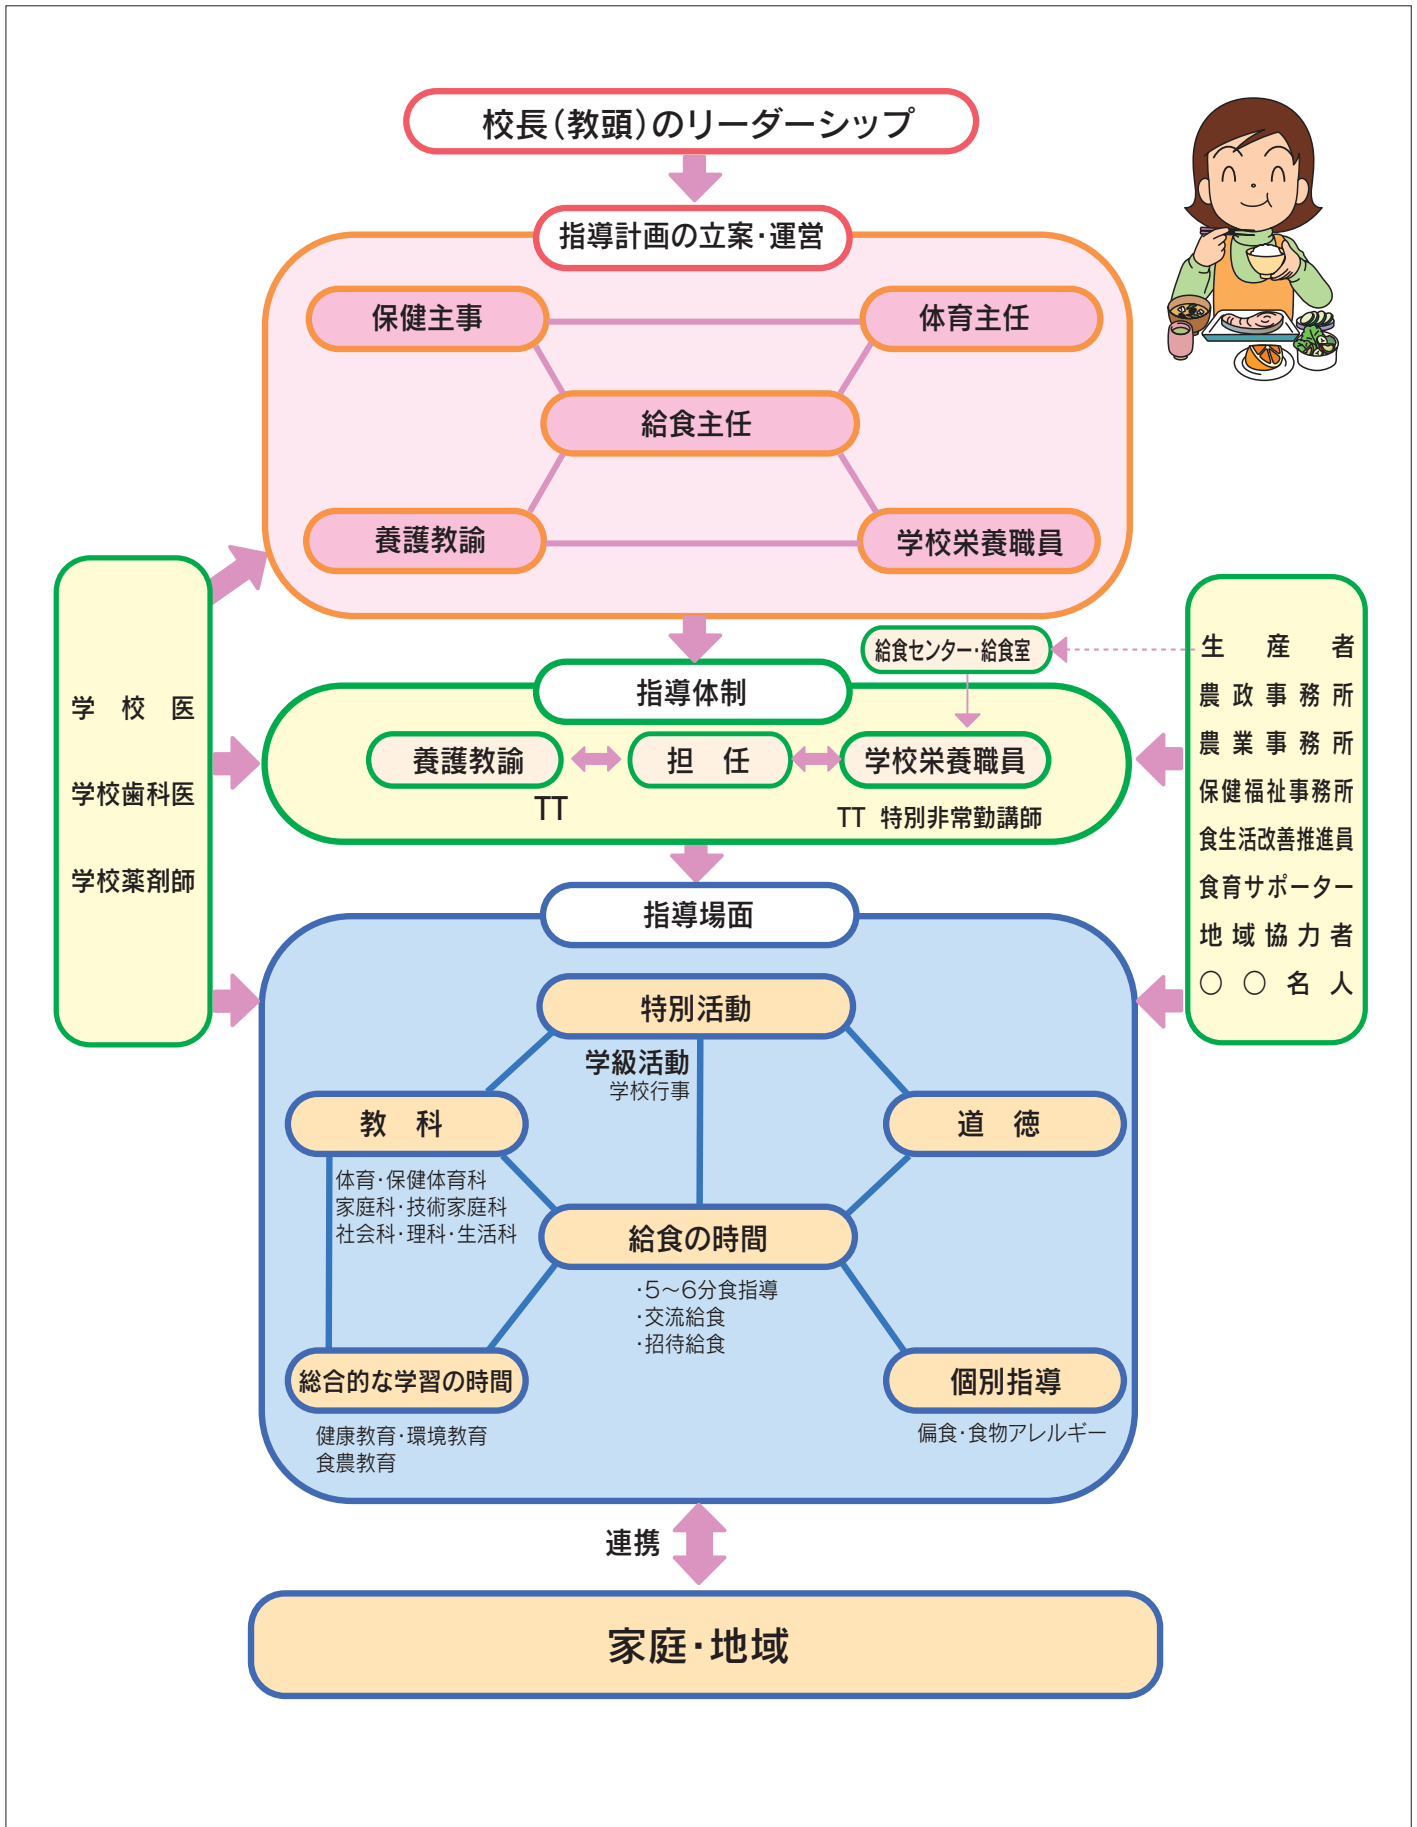 校長（教頭）のリーダーシップ
指導計画の立案・運営
保健主事
体育主任
給食主任
養護教諭
学校栄養職員
学校医
学校歯科医
学校薬剤師
給食センター・給食室
指導体制
養護教諭
担任
学校栄養職員
TT
TT 特別非常勤講師
生産者
農政事務所
農業事務所
保健福祉事務所
食生活改善推進員
食育サポーター
地域協力者
○○名人
指導場面
特別活動
学級活動
学校行事
教科
道徳
体育・保健体育科
家庭科・技術家庭科
社会科・理科・生活科
給食の時間
・5〜6分食指導
・交流給食
・招待給食
総合的な学習の時間
個別指導
健康教育・環境教育
食農教育
偏食・食物アレルギー
連携
家庭・地域